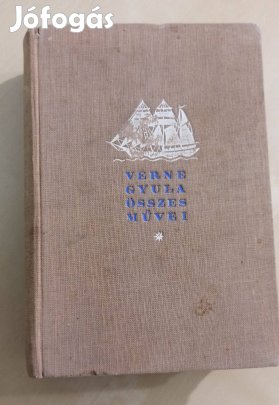 Jófogás
VERNE
GYULA
ÖSSZES
MŰVEI